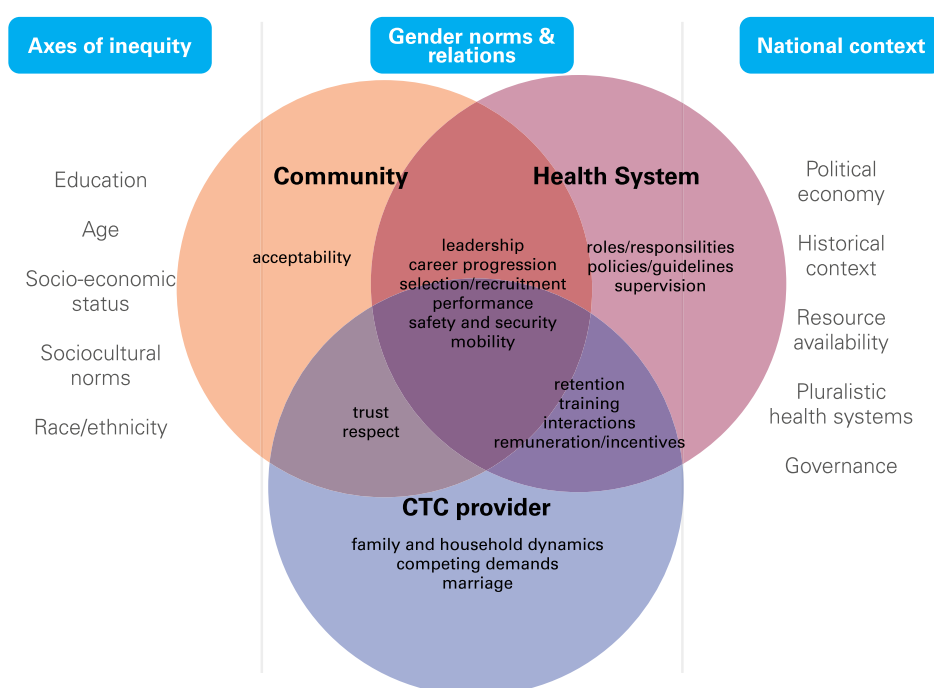 Axes of inequity
Gender norms &
relations
National context
Education
Age
Socio-economic
status
Sociocultural
norms
Race/ethnicity
Community
acceptability
Health System
roles/responsilities
policies/guidelines
supervision
leadership
career progression
selection/recruitment
performance
safety and security
mobility
trust
respect
retention
training
interactions
remuneration/incentives
CTC provider
family and household dynamics
competing demands
marriage
Political
economy
Historical
context
Resource
availability
Pluralistic
health systems
Governance